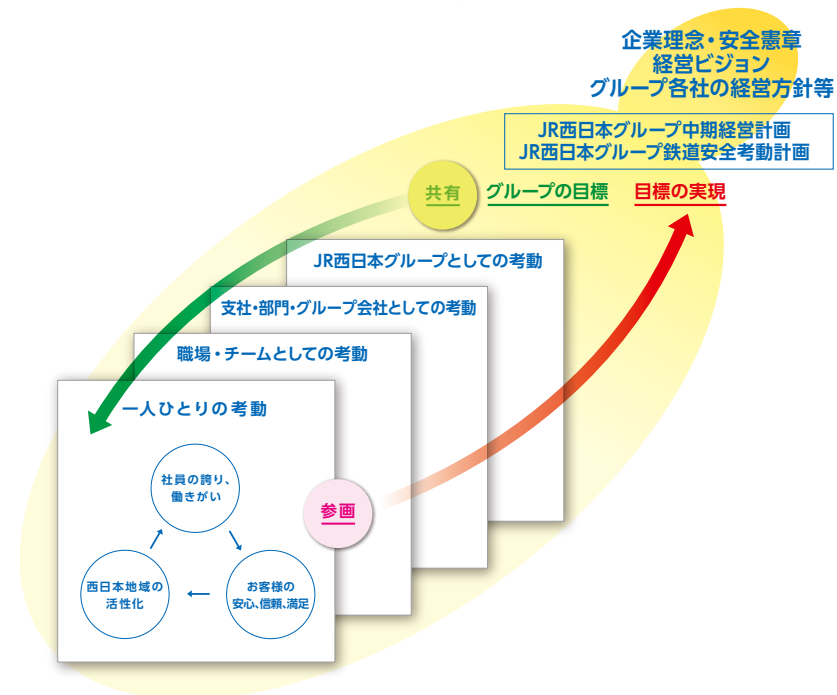 企業理念・安全憲章
経営ビジョン
グループ各社の経営方針等
JR西日本グループ中期経営計画
JR西日本グループ鉄道安全考動計画
共有
グループの目標
目標の実現
JR西日本グループとしての考動
支社・部門・グループ会社としての考動
職場・チームとしての考動
一人ひとりの考動
社員の誇り、
働きがい
参画
西日本地域の
活性化
お客様の
安心、信頼、満足